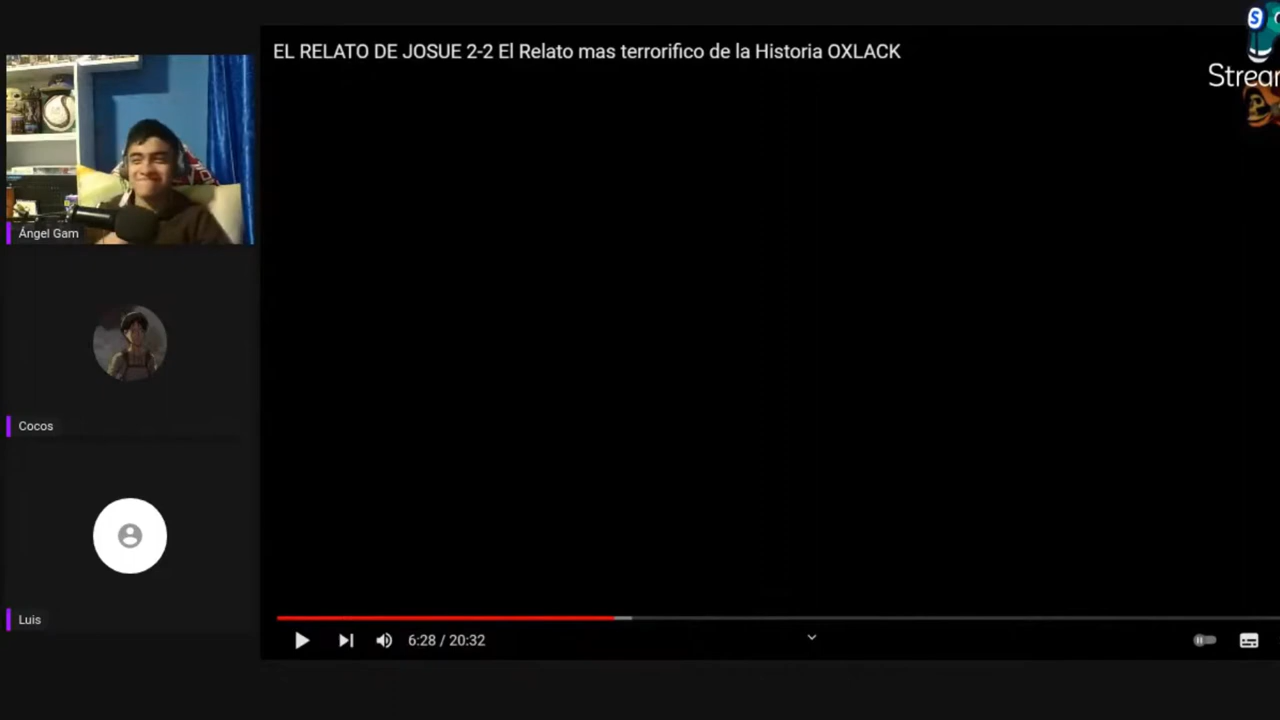 EL RELATO DE JOSUE 2-2 El Relato mas terrorifico de la Historia OXLACK
S
Strea
Ángel Gam
Cocos
Luis
6:28 / 20:32